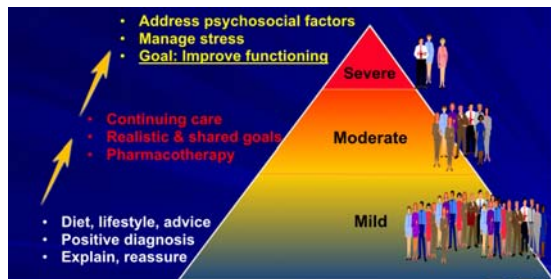 • Address psychosocial factors
• Manage stress
• Goal: Improve functioning
Severe
• Continuing care
• Realistic & shared goals
• Pharmacotherapy
Moderate
• Diet, lifestyle, advice
• Positive diagnosis
• Explain, reassure
Mild